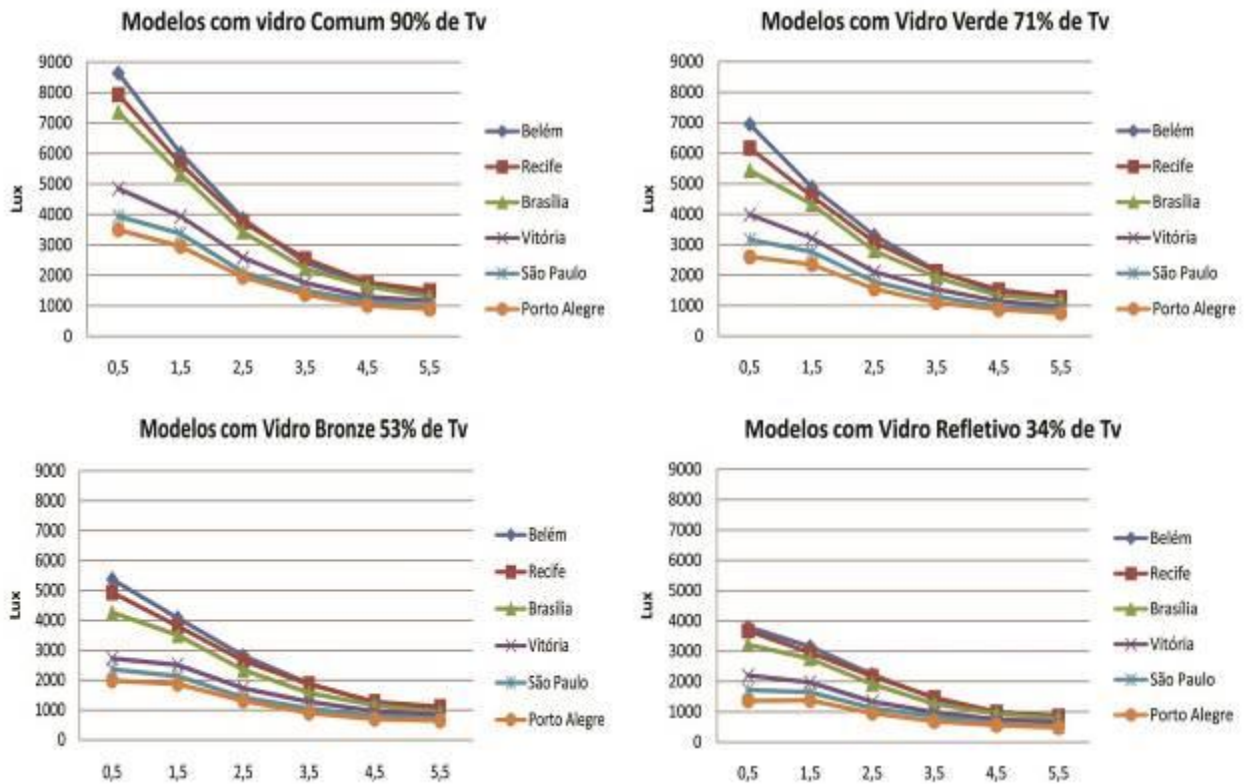 Modelos com vidro Comum 90% de Tv
9000
8000
7000
6000
5000
4000
3000
2000
1000
0
Lux
0,5 1,5 2,5 3,5 4,5 5,5
Belém
Recife
Brasília
Vitória
São Paulo
Porto Alegre
Modelos com Vidro Verde 71% de Tv
9000
8000
7000
6000
5000
4000
3000
2000
1000
0
Lux
0,5 1,5 2,5 3,5 4,5 5,5
Belém
Recife
Brasília
Vitória
São Paulo
Porto Alegre
Modelos com Vidro Bronze 53% de Tv
9000
8000
7000
6000
5000
4000
3000
2000
1000
0
Lux
0,5 1,5 2,5 3,5 4,5 5,5
Belém
Recife
Brasília
Vitória
São Paulo
Porto Alegre
Modelos com Vidro Refletivo 34% de Tv
9000
8000
7000
6000
5000
4000
3000
2000
1000
0
Lux
0,5 1,5 2,5 3,5 4,5 5,5
Belém
Recife
Brasília
Vitória
São Paulo
Porto Alegre